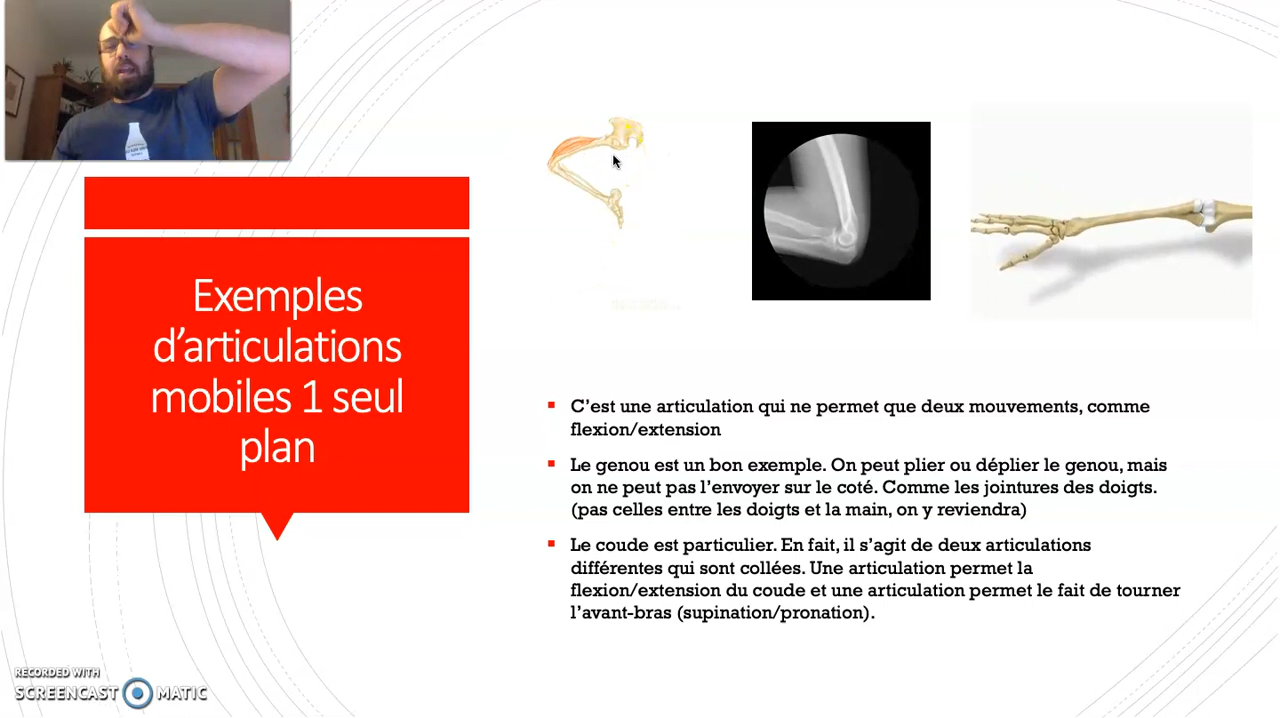 Exemples
d'articulations
mobiles 1 seul
plan
C'est une articulation qui ne permet que deux mouvements, comme
flexion/extension
Le genou est un bon exemple. On peut plier ou déplier le genou, mais
on ne peut pas l'envoyer sur le coté. Comme les jointures des doigts.
(pas celles entre les doigts et la main, on y reviendra)
Le coude est particulier. En fait, il s'agit de deux articulations
différentes qui sont collées. Une articulation permet la
flexion/extension du coude et une articulation permet le fait de tourner
l'avant-bras (supination/pronation).
RECORDED WITH
SCREENCAST MATIC